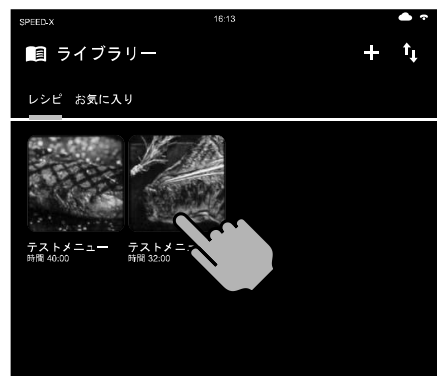 SPEED-X
16:13
ライブラリー
レシピ お気に入り
テストメニュー
時間 40:00
テストメニ
時間 32:00